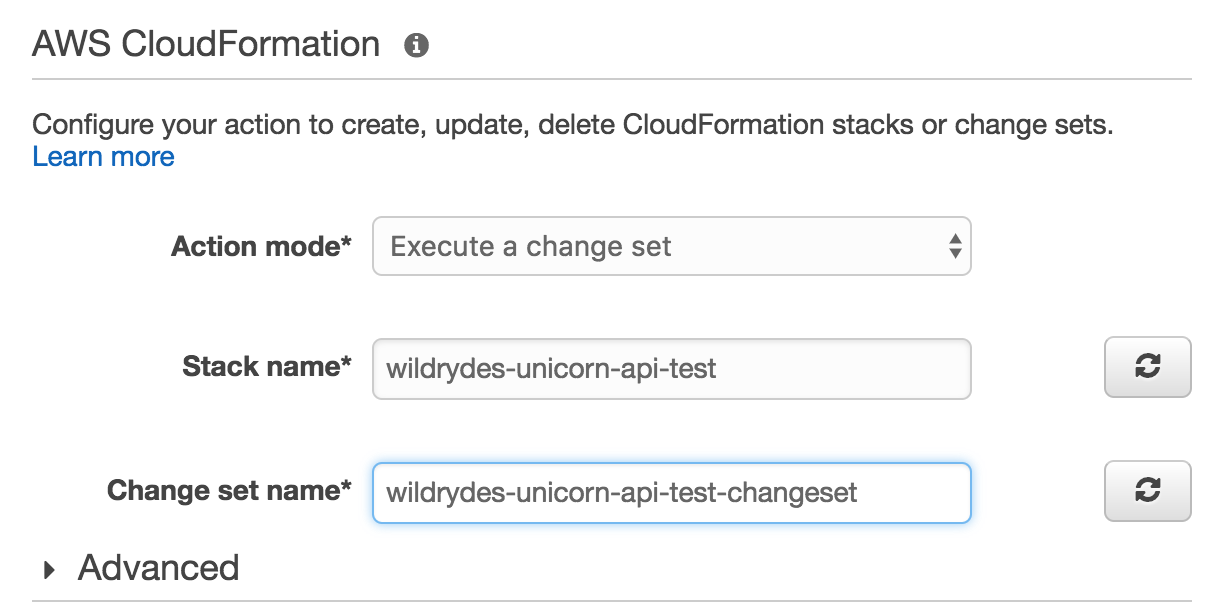 AWS CloudFormation
Configure your action to create, update, delete CloudFormation stacks or change sets.
Learn more
Action mode* Execute a change set
Stack name* wildrydes-unicorn-api-test
Change set name* wildrydes-unicorn-api-test-changeset
Advanced